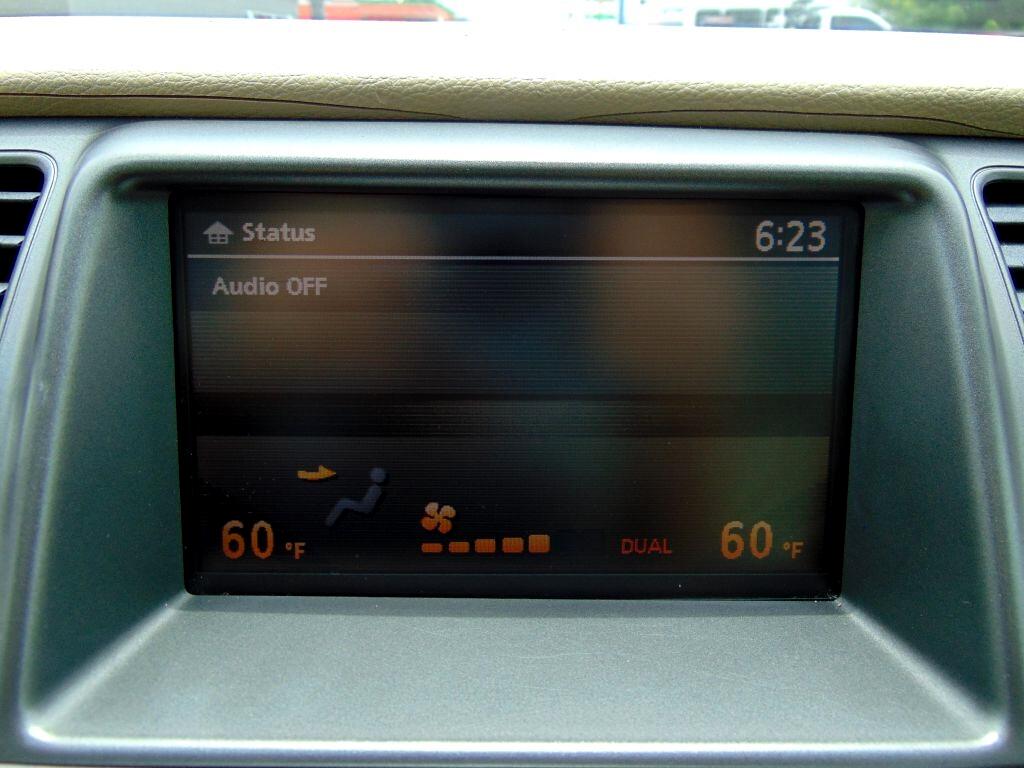 Status 6:23
Audio OFF
60 °F DUAL 60 °F